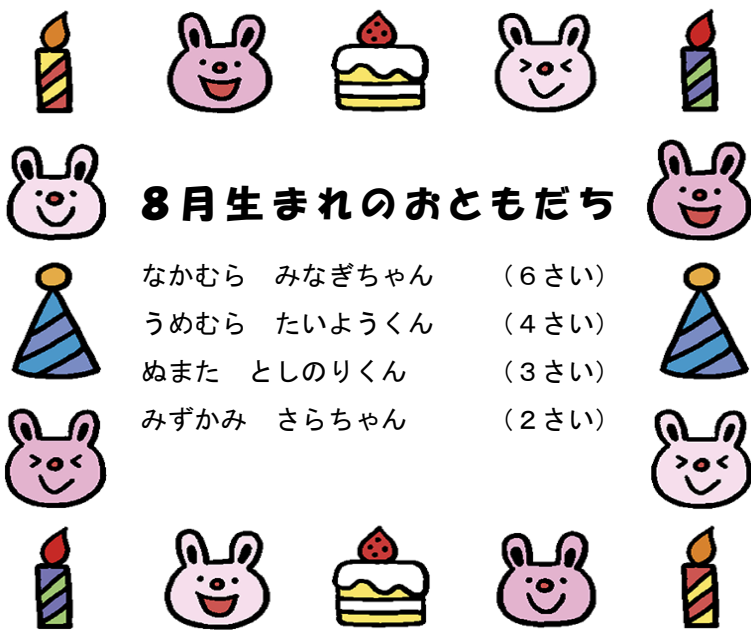 8月生まれのおともだち
なかむら　みなぎちゃん　（６さい）
うめむら　たいようくん　（４さい）
ぬまた　としのりくん　（３さい）
みずかみ　さらちゃん　（２さい）